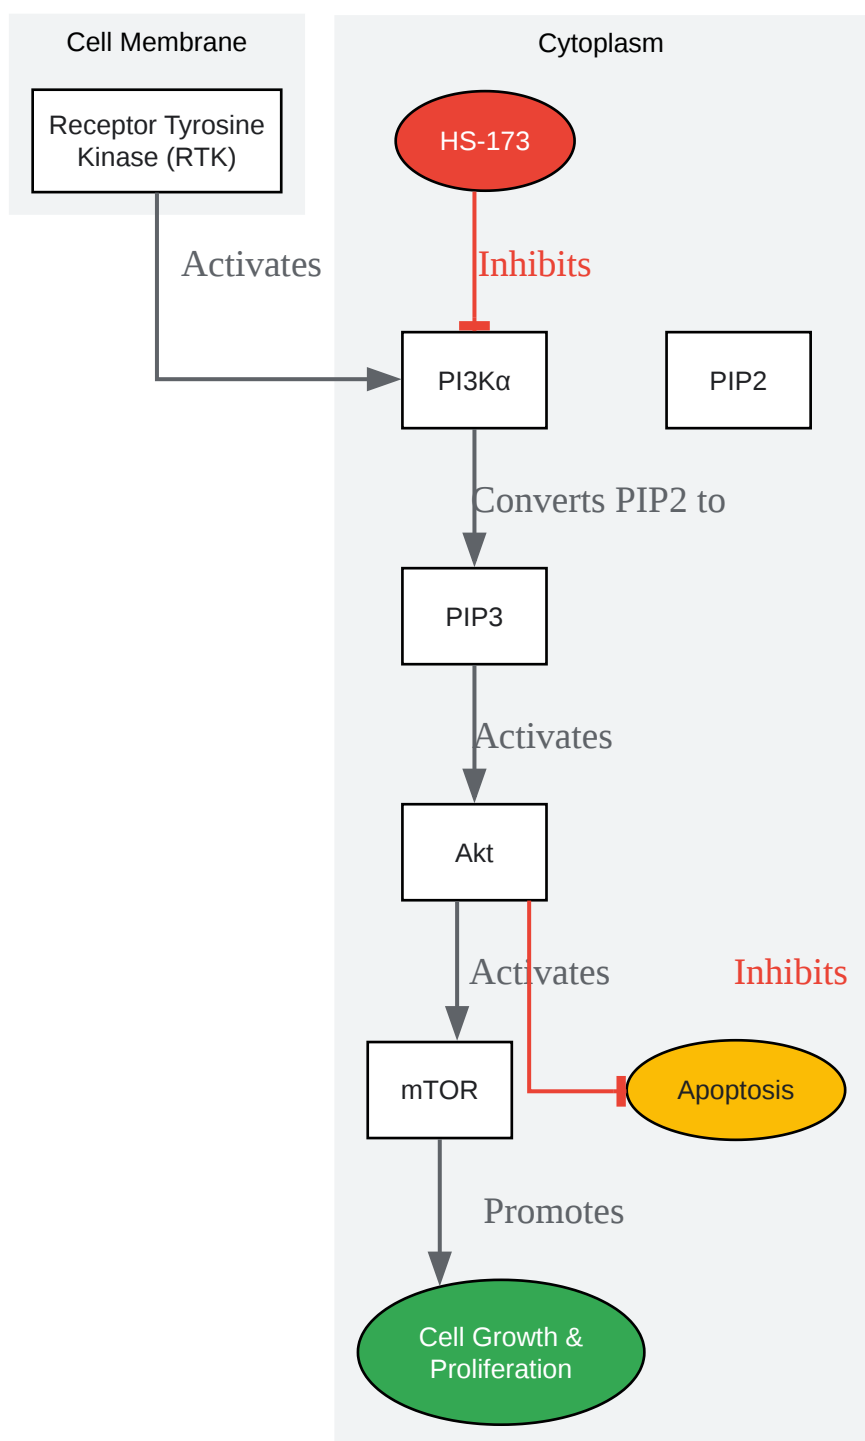 Cell Membrane
Cytoplasm
Receptor Tyrosine
Kinase (RTK)
HS-173
Activates
Inhibits
PI3Kα
PIP2
Converts PIP2 to
PIP3
Activates
Akt
Activates
Inhibits
mTOR
Apoptosis
Promotes
Cell Growth &
Proliferation